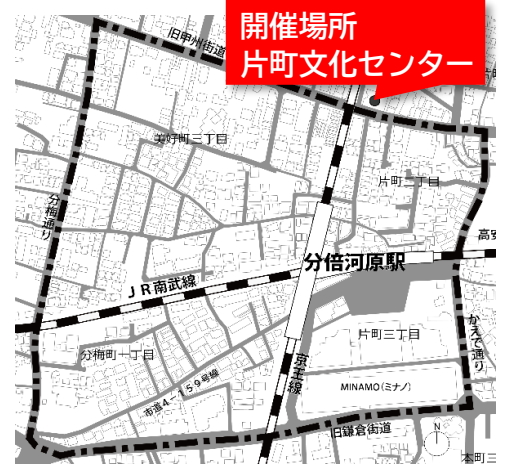 開催場所
片町文化センター
旧甲州街道
美好町三丁目
片町二丁目
分梅通り
高安
分倍河原駅
JR南武線
片町三丁目
かえで通り
分梅町一丁目
京王線
市道4-159号線
MINAMO(ミナノ)
旧鎌倉街道
N
本町三